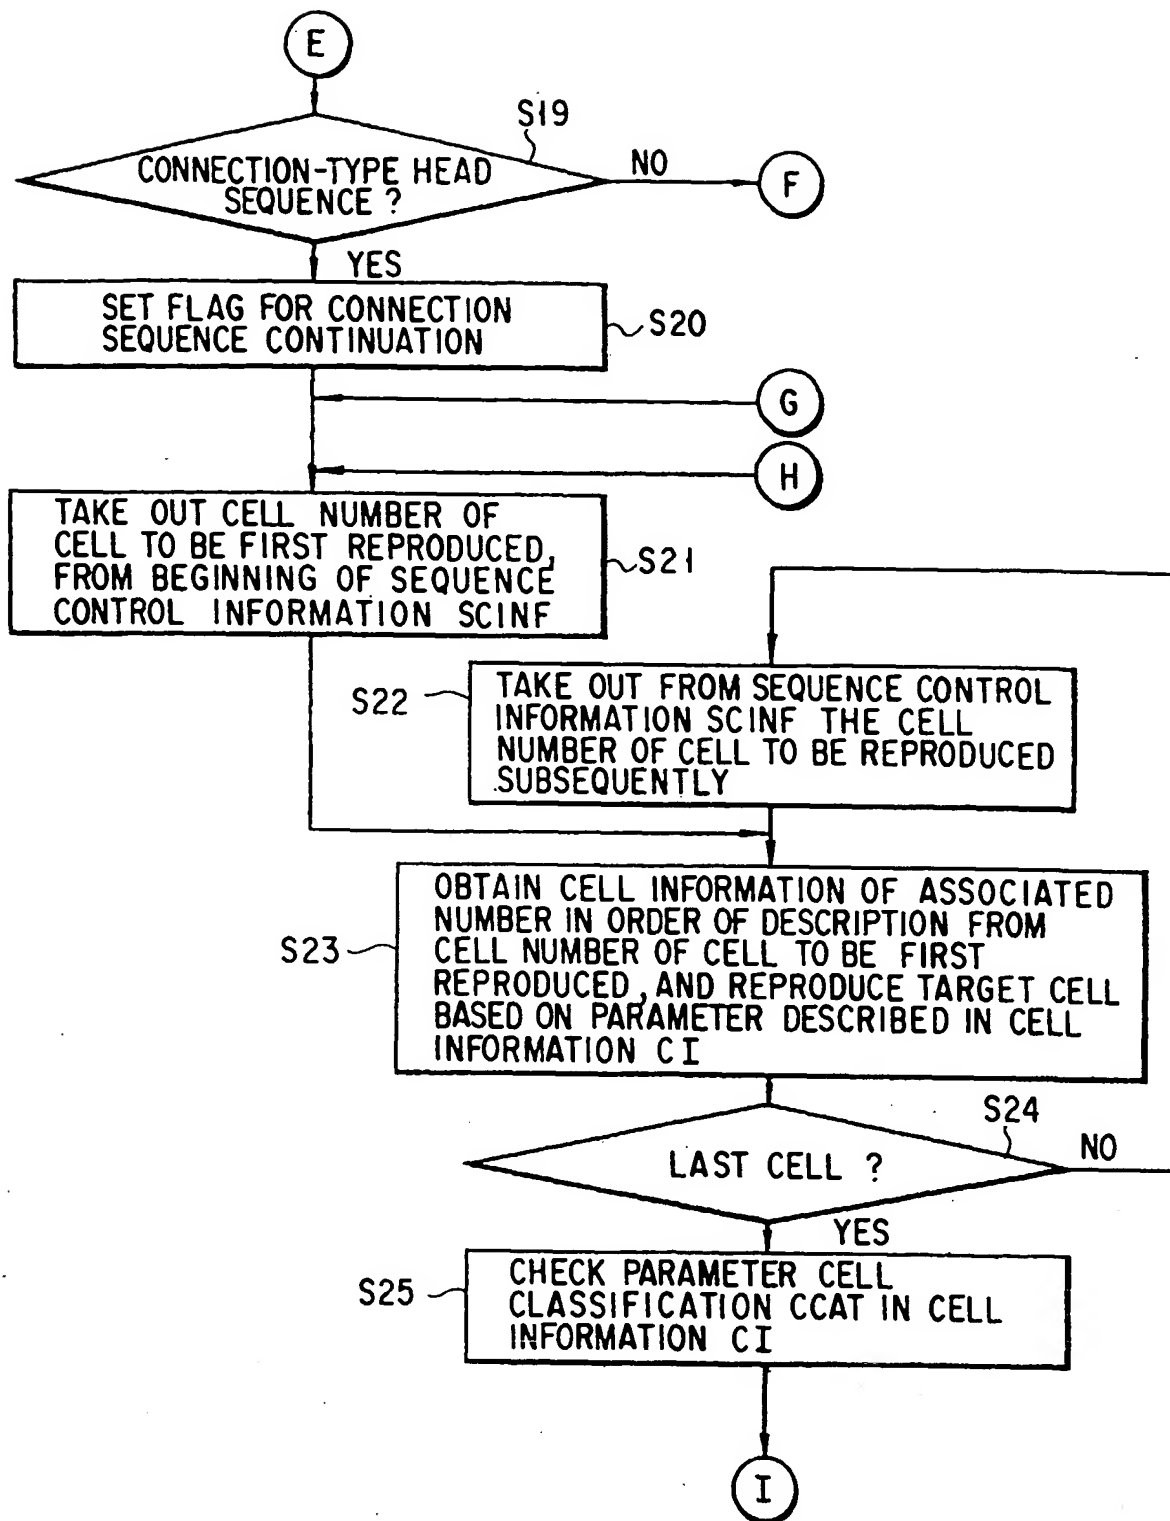 E
S19
CONNECTION-TYPE HEAD
SEQUENCE ?
NO
F
YES
SET FLAG FOR CONNECTION
SEQUENCE CONTINUATION
S20
G
H
TAKE OUT CELL NUMBER OF
CELL TO BE FIRST REPRODUCED,
FROM BEGINNING OF SEQUENCE
CONTROL INFORMATION SCINF
S21
S22
TAKE OUT FROM SEQUENCE CONTROL
INFORMATION SCINF THE CELL
NUMBER OF CELL TO BE REPRODUCED
SUBSEQUENTLY
S23
OBTAIN CELL INFORMATION OF ASSOCIATED
NUMBER IN ORDER OF DESCRIPTION FROM
CELL NUMBER OF CELL TO BE FIRST
REPRODUCED, AND REPRODUCE TARGET CELL
BASED ON PARAMETER DESCRIBED IN CELL
INFORMATION CI
S24
LAST CELL ?
NO
YES
S25
CHECK PARAMETER CELL
CLASSIFICATION CCAT IN CELL
INFORMATION CI
I